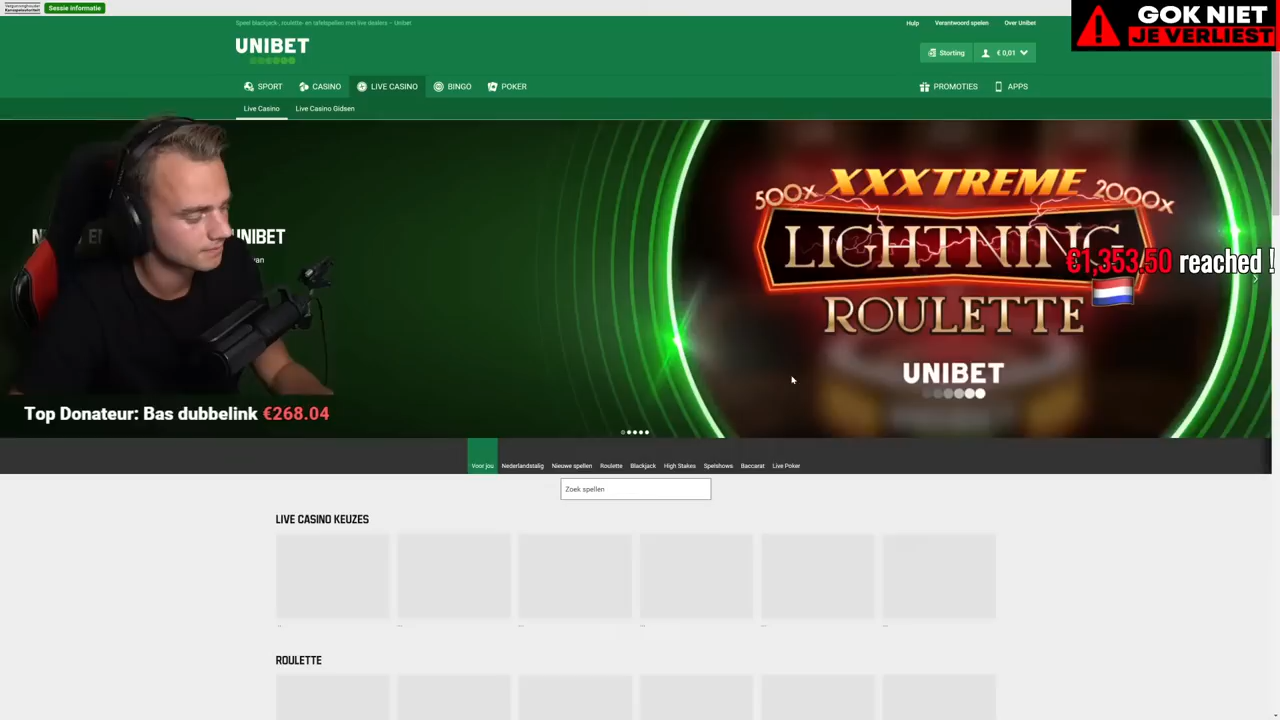 Sessie informatie
GOK NIET
JE VERLIEST
Speel blackjack-, roulette- en tafelspellen met live dealers – Unibet
Hulp
Verantwoord spelen
Over Unibet
UNIBET
Storting
€ 0,01
SPORT
CASINO
LIVE CASINO
BINGO
POKER
PROMOTIES
APPS
Live Casino
Live Casino Gidsen
UNIBET
van
500x XXXTREME 2000x
LIGHTNING
ROULETTE
UNIBET
€1,353.50 reached !
Top Donateur: Bas dubbelink €268.04
Voor jou
Nederlandstalig
Nieuwe spellen
Roulette
Blackjack
High Stakes
Spelshows
Baccarat
Live Poker
Zoek spellen
LIVE CASINO KEUZES
ROULETTE